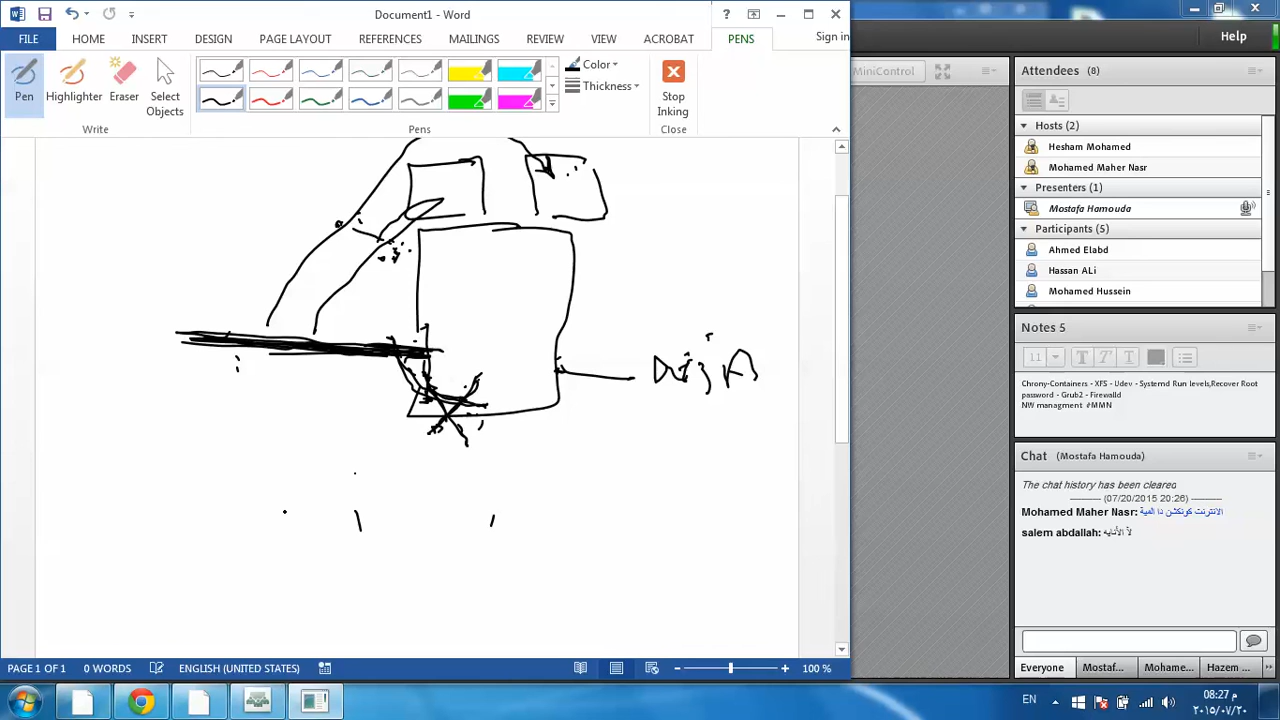 Document1 - Word
FILE
HOME
INSERT
DESIGN
PAGE LAYOUT
REFERENCES
MAILINGS
REVIEW
VIEW
ACROBAT
PENS
Sign in
Pen
Highlighter
Eraser
Select Objects
Color
Thickness
Stop Inking
Write
Pens
Close
PAGE 1 OF 1
0 WORDS
ENGLISH (UNITED STATES)
100 %
Help
MiniControl
Attendees (8)
Hosts (2)
Hesham Mohamed
Mohamed Maher Nasr
Presenters (1)
Mostafa Hamouda
Participants (5)
Ahmed Elabd
Hassan ALi
Mohamed Hussein
Notes 5
11
Chrony-Containers - XFS - Udev - Systemd Run levels,Recover Root
password - Grub2 - Firewalld
NW managment #MMN
Chat (Mostafa Hamouda)
The chat history has been cleared
---------- (07/20/2015 20:26) ----------
Mohamed Maher Nasr: الانترنت كونكشن دا المية
salem abdallah:
Everyone
Mostaf...
Mohame...
Hazem ...
EN
08:27 م
٢٠١٥/٠٧/٢٠